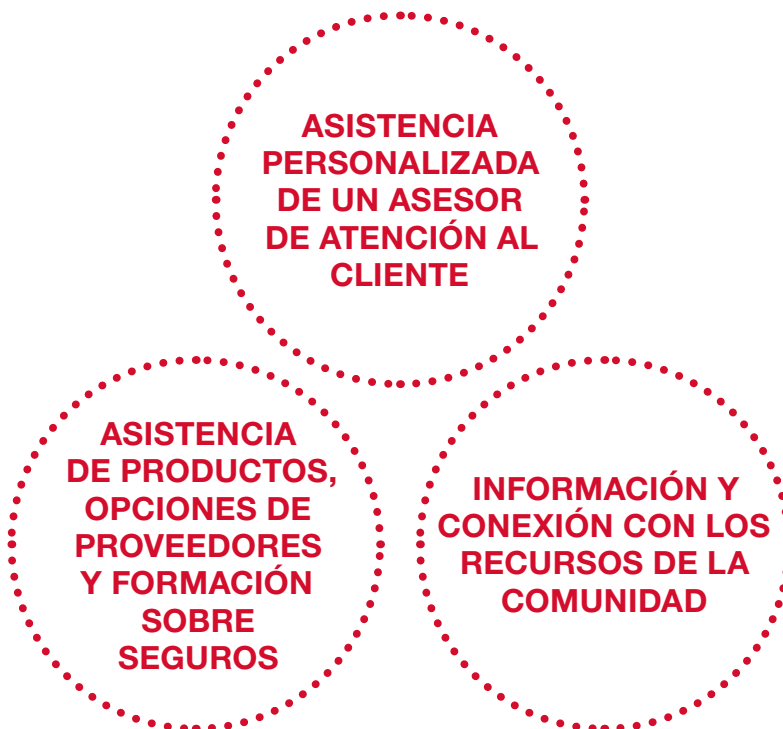 ASISTENCIA
PERSONALIZADA
DE UN ASESOR
DE ATENCIÓN AL
CLIENTE
ASISTENCIA
DE PRODUCTOS,
OPCIONES DE
PROVEEDORES
Y FORMACIÓN
SOBRE
SEGUROS
INFORMACIÓN Y
CONEXIÓN CON LOS
RECURSOS DE LA
COMUNIDAD